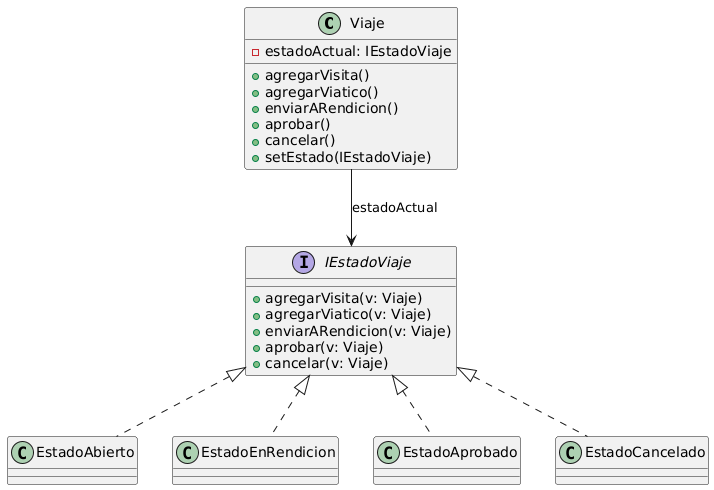 C Viaje
estadoActual: IEstadoViaje
agregarVisita()
agregarViatico()
enviarARendicion()
aprobar()
cancelar()
setEstado(IEstadoViaje)
estadoActual
I IEstadoViaje
agregarVisita(v: Viaje)
agregarViatico(v: Viaje)
enviarARendicion(v: Viaje)
aprobar(v: Viaje)
cancelar(v: Viaje)
C EstadoAbierto
C EstadoEnRendicion
C EstadoAprobado
C EstadoCancelado